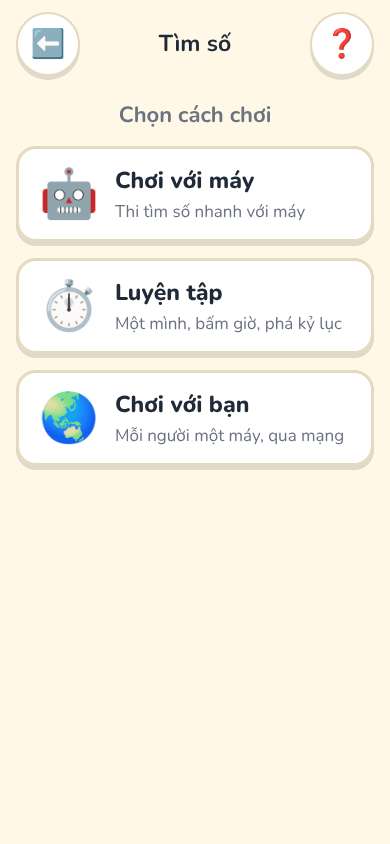 Tìm số
Chọn cách chơi
Chơi với máy
Thi tìm số nhanh với máy
Luyện tập
Một mình, bấm giờ, phá kỷ lục
Chơi với bạn
Mỗi người một máy, qua mạng